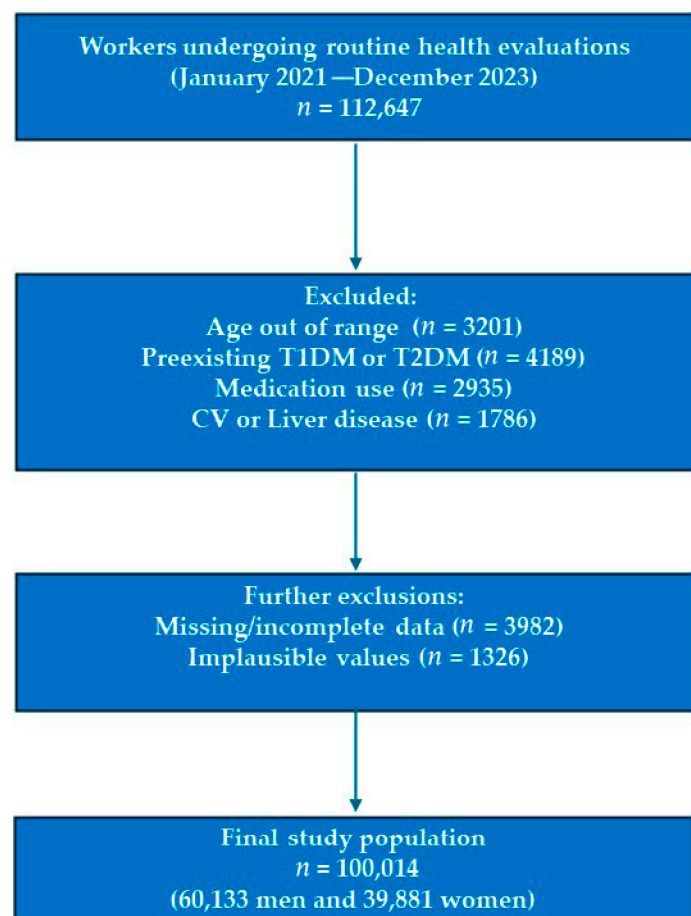 Workers undergoing routine health evaluations
(January 2021—December 2023)
n = 112,647
Excluded:
Age out of range (n = 3201)
Preexisting T1DM or T2DM (n = 4189)
Medication use (n = 2935)
CV or Liver disease (n = 1786)
Further exclusions:
Missing/incomplete data (n = 3982)
Implausible values (n = 1326)
Final study population
n = 100,014
(60,133 men and 39,881 women)